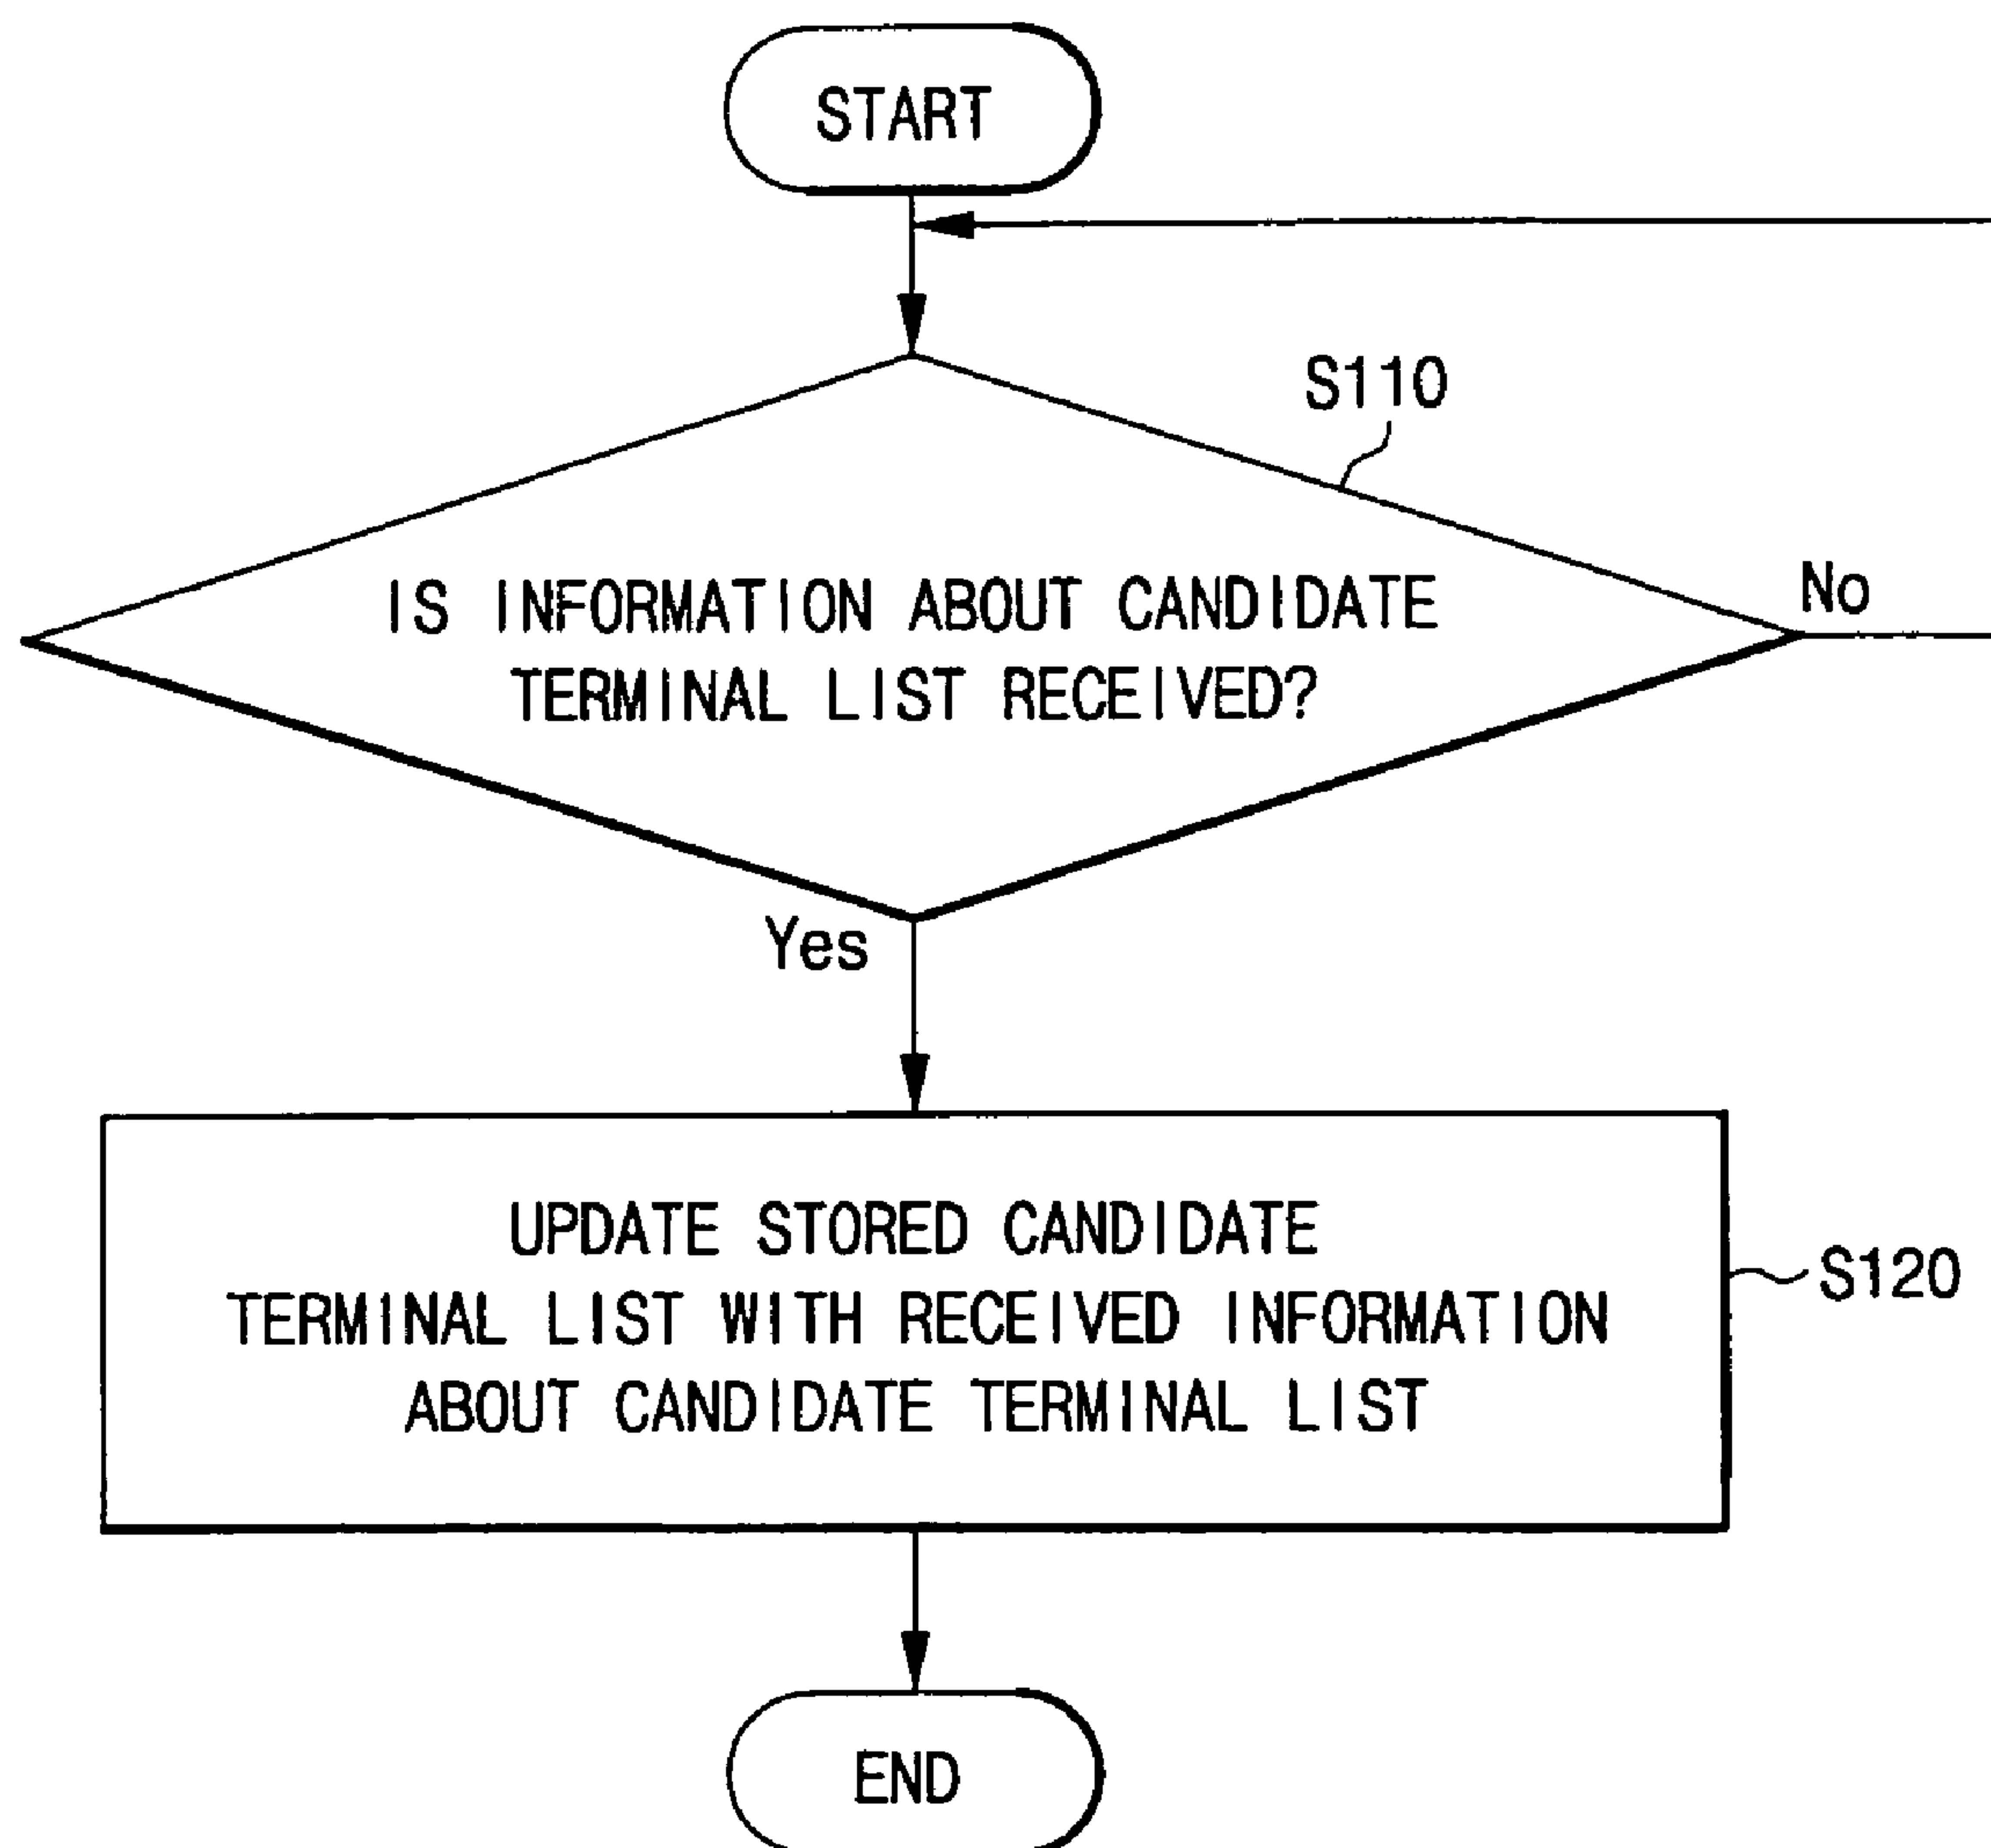 START
S110
IS INFORMATION ABOUT CANDIDATE
TERMINAL LIST RECEIVED?
No
Yes
UPDATE STORED CANDIDATE
TERMINAL LIST WITH RECEIVED INFORMATION
ABOUT CANDIDATE TERMINAL LIST
S120
END